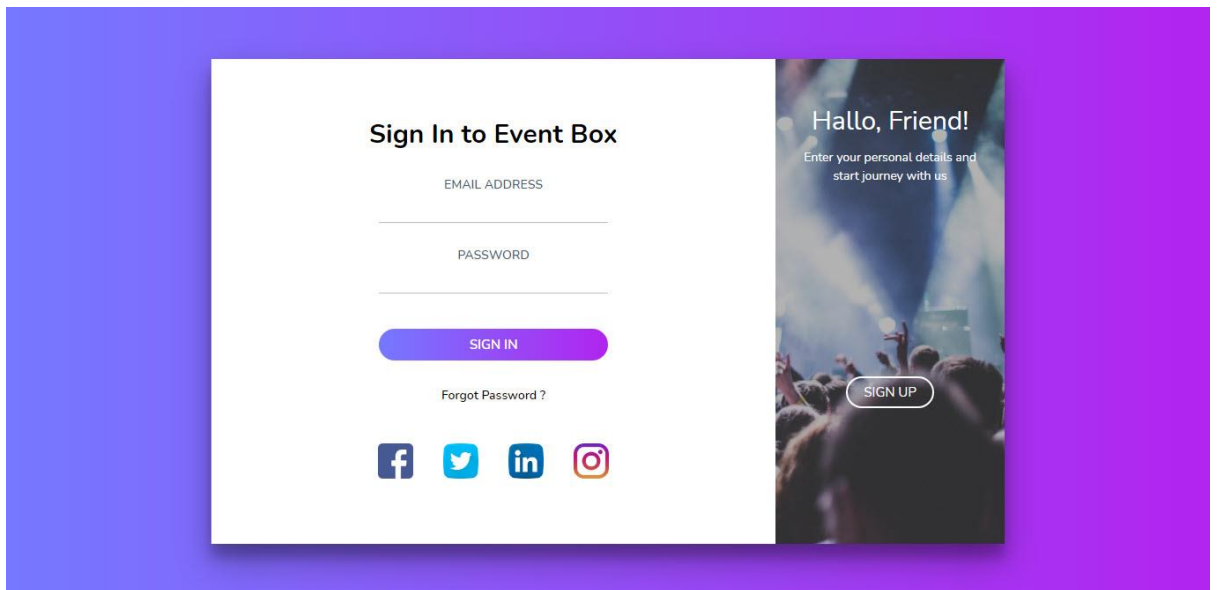 Sign In to Event Box
EMAIL ADDRESS
PASSWORD
SIGN IN
Forgot Password ?
f
in
Hallo, Friend!
Enter your personal details and
start journey with us
SIGN UP